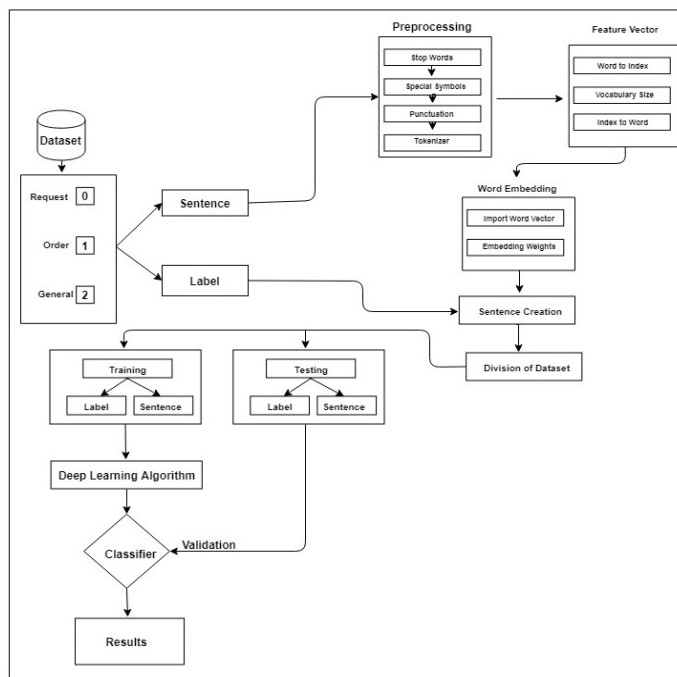 Preprocessing
Stop Words
Special Symbols
Punctuation
Tokenizer
Feature Vector
Word to Index
Vocabulary Size
Index to Word
Dataset
Request 0
Order 1
General 2
Sentence
Label
Word Embedding
Import Word Vector
Embedding Weights
Sentence Creation
Division of Dataset
Training
Label
Sentence
Testing
Label
Sentence
Deep Learning Algorithm
Classifier
Validation
Results